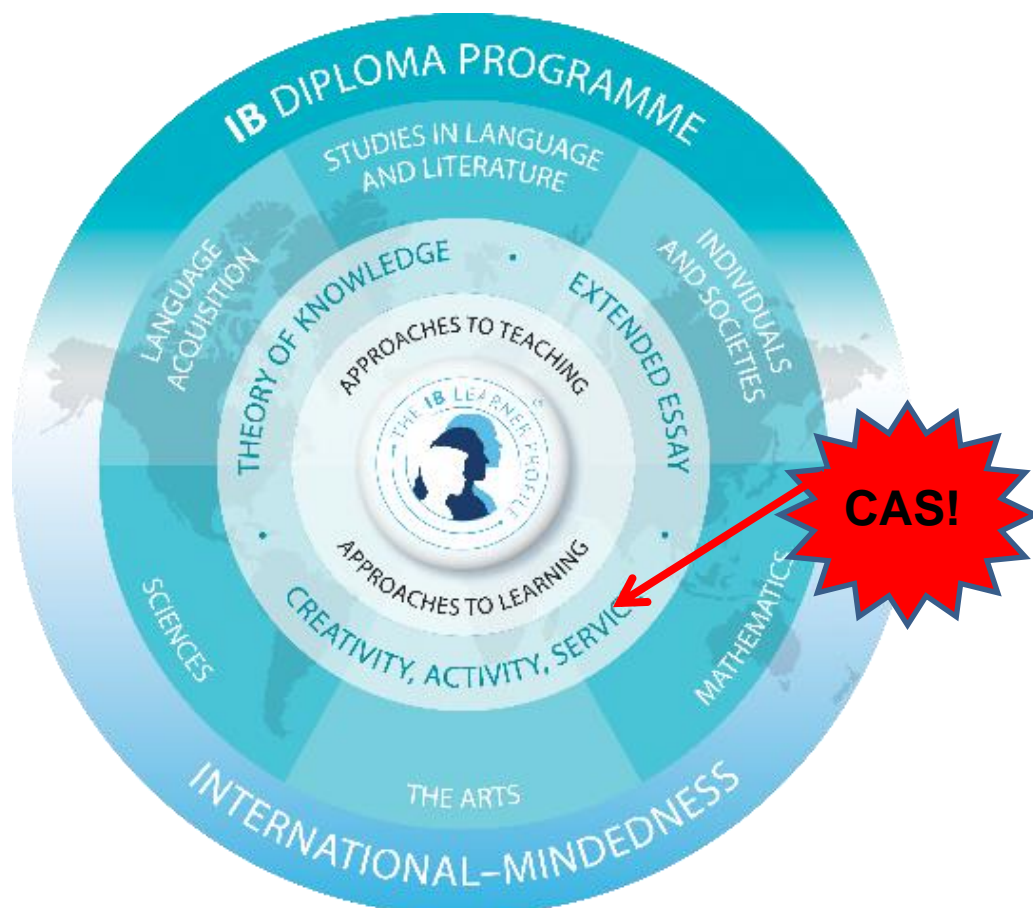 IB DIPLOMA PROGRAMME
STUDIES IN LANGUAGE
AND LITERATURE
LANGUAGE
ACQUISITION
INDIVIDUALS
AND SOCIETIES
THEORY OF KNOWLEDGE
EXTENDED ESSAY
APPROACHES TO TEACHING
THE IB LEARNER PROFILE
CAS!
APPROACHES TO LEARNING
CREATIVITY, ACTIVITY, SERVIC
SCIENCES
MATHEMATICS
THE ARTS
INTERNATIONAL–MINDEDNESS